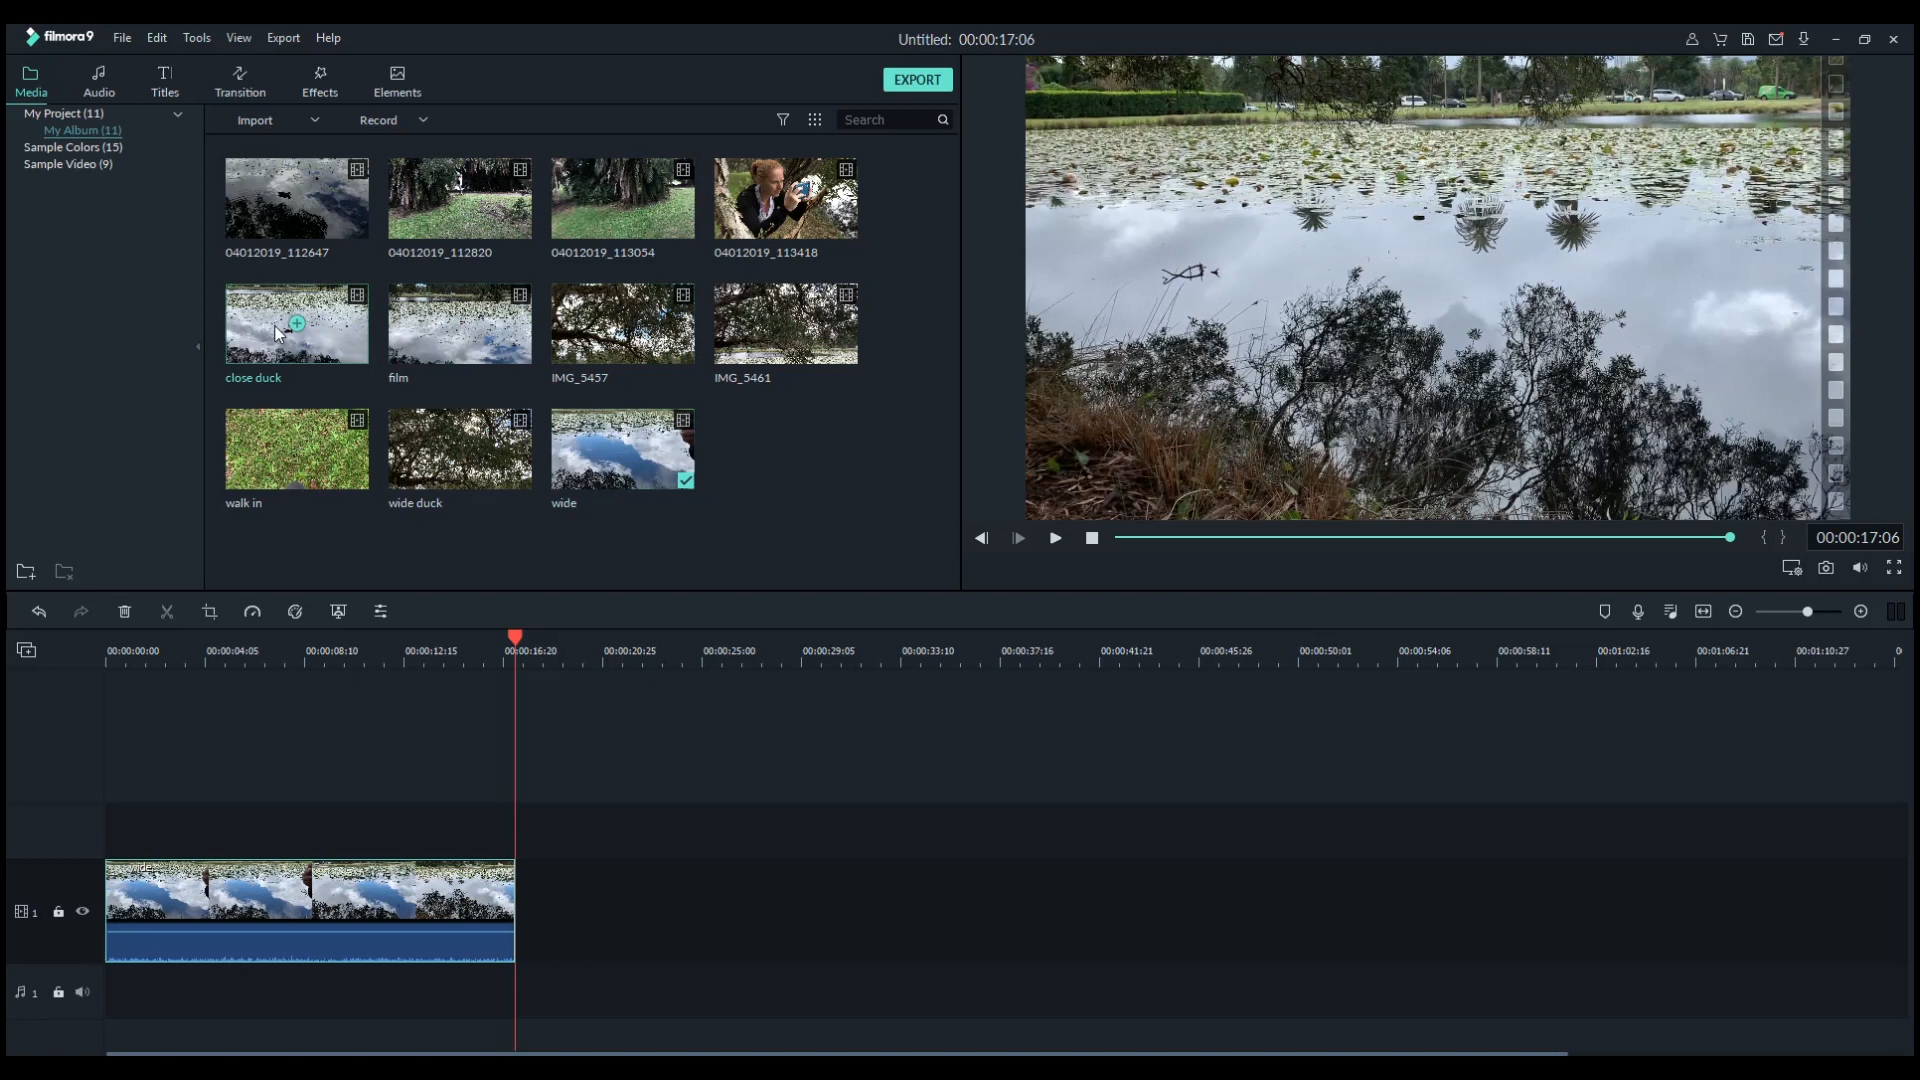 filmora9 File Edit Tools View Export Help
Untitled: 00:00:17:06
Media Audio Titles Transition Effects Elements
EXPORT
My Project (11)
My Album (11)
Sample Colors (15)
Sample Video (9)
Import Record Search
04012019_112647 04012019_112820 04012019_113054 04012019_113418
close duck film IMG_5457 IMG_5461
walk in wide duck wide
00:00:17:06
00:00:00:00 00:00:04:05 00:00:08:10 00:00:12:15 00:00:16:20 00:00:20:25 00:00:25:00 00:00:29:05 00:00:33:10 00:00:37:16 00:00:41:21 00:00:45:26 00:00:50:01 00:00:54:06 00:00:58:11 00:01:02:16 00:01:06:21 00:01:10:27 0
wide
1
1